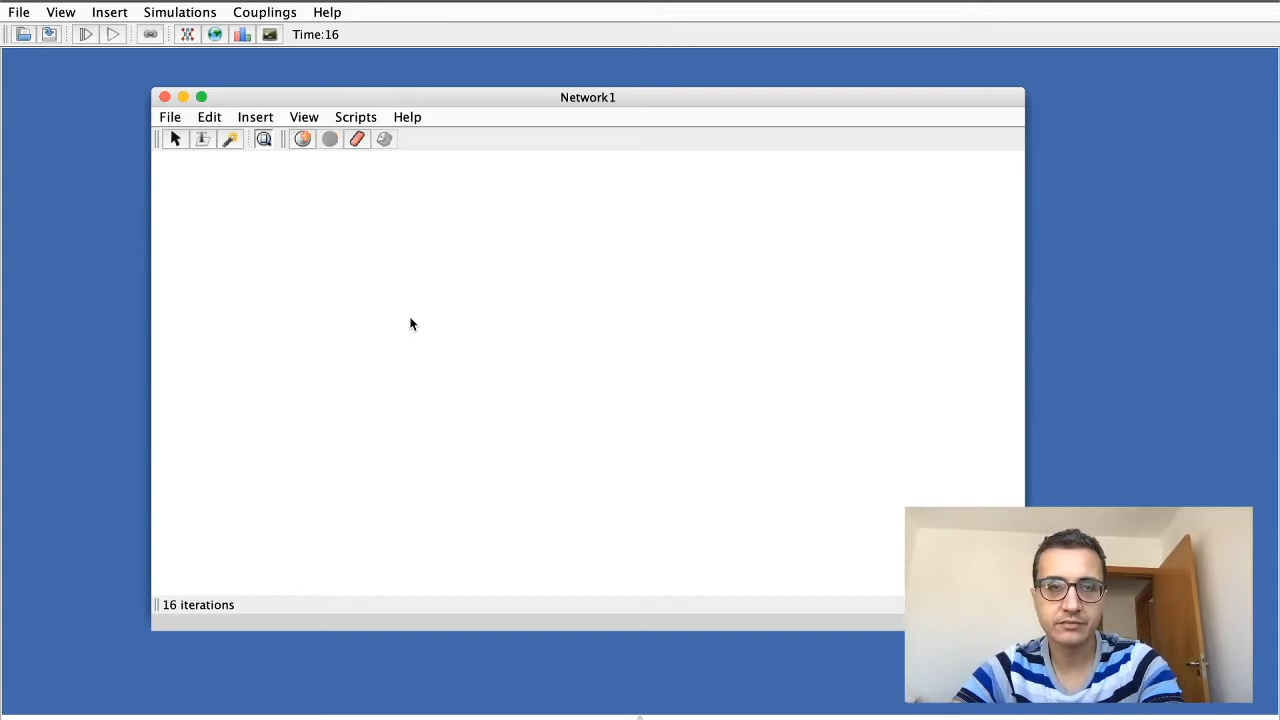 File View Insert Simulations Couplings Help
Time:16
Network1
File Edit Insert View Scripts Help
16 iterations